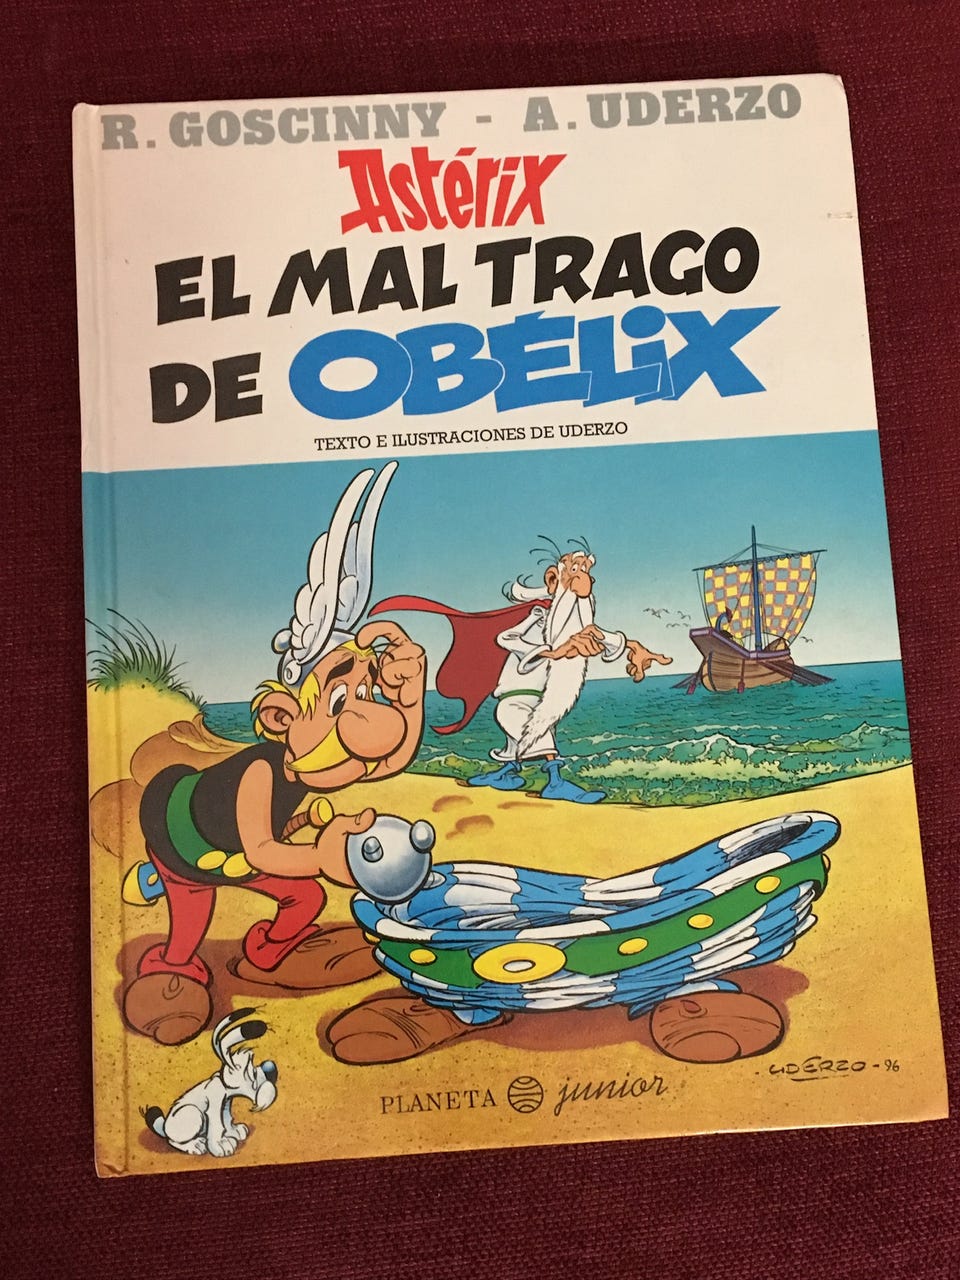 R. GOSCINNY - A. UDERZO
Astérix
EL MAL TRAGO
DE OBÉLiX
TEXTO E ILUSTRACIONES DE UDERZO
- UDERZO - 96
PLANETA junior